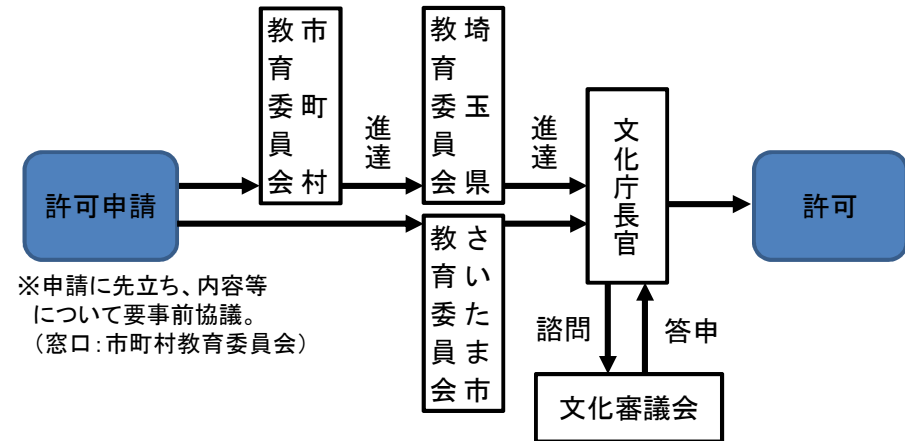 許可申請
※申請に先立ち、内容等
について要事前協議。
（窓口：市町村教育委員会）
市町村
教育委員会
進達
埼玉県
教育委員会
進達
さいたま市
教育委員会
文化庁長官
諮問
答申
文化審議会
許可